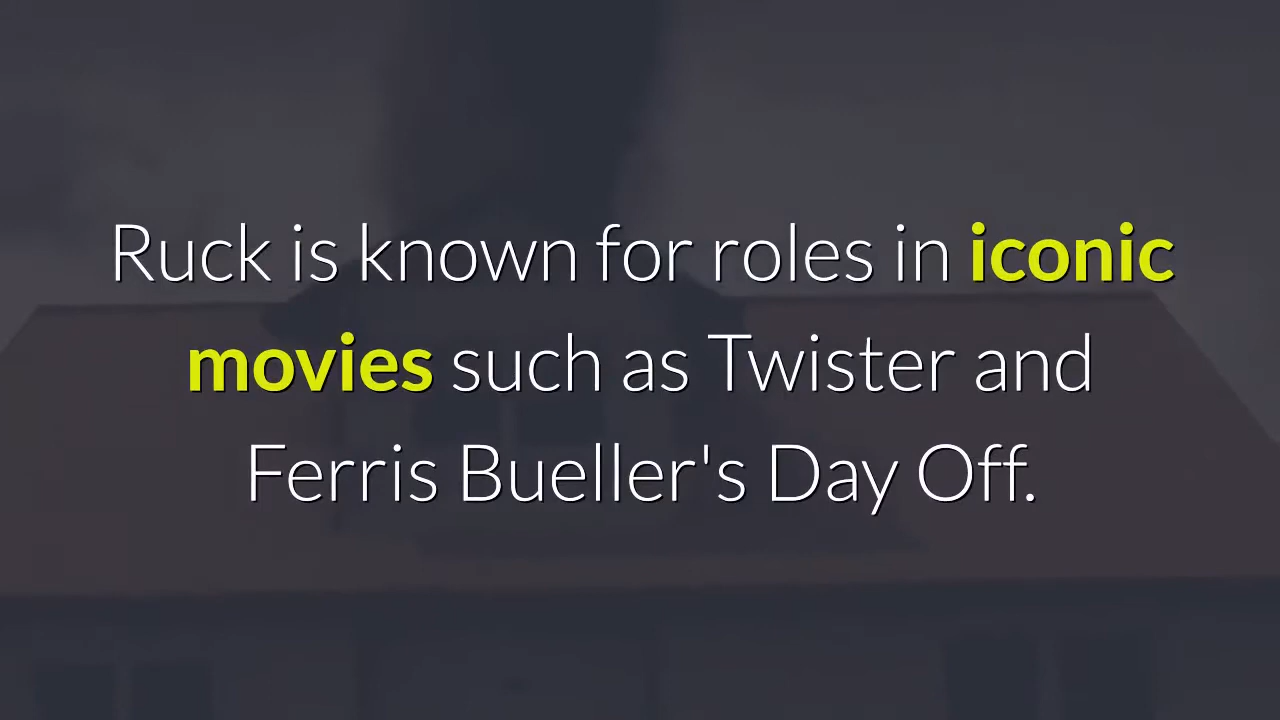 Ruck is known for roles in iconic
movies such as Twister and
Ferris Bueller's Day Off.